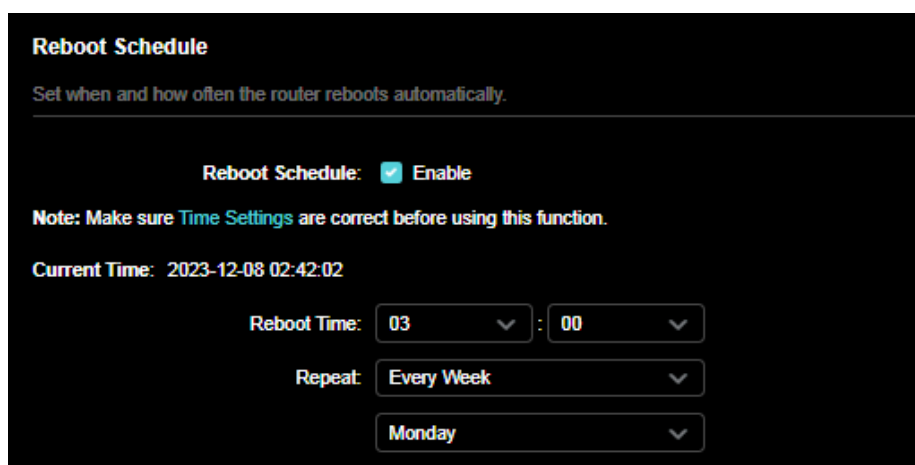 Reboot Schedule
Set when and how often the router reboots automatically.
Reboot Schedule: Enable
Note: Make sure Time Settings are correct before using this function.
Current Time: 2023-12-08 02:42:02
Reboot Time: 03 : 00
Repeat: Every Week
Monday